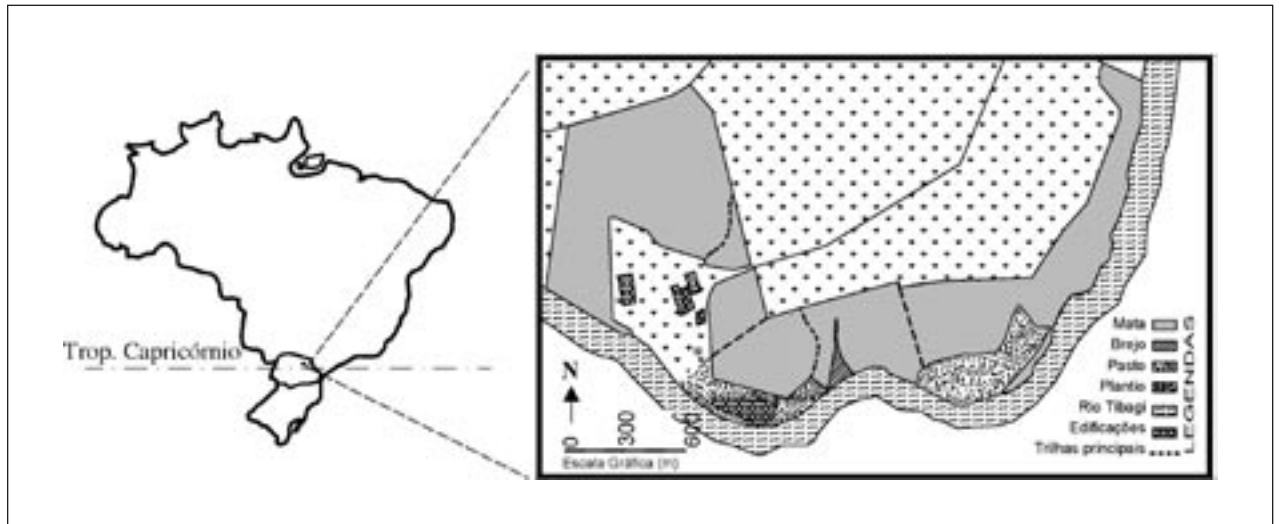 Trop. Capricórnio
N
0 300 600
Escala Gráfica (m)
Mata
Brejo
Pasto
Plantio
Rio Tibagi
Edificações
Trilhas principais
LEGENDAS